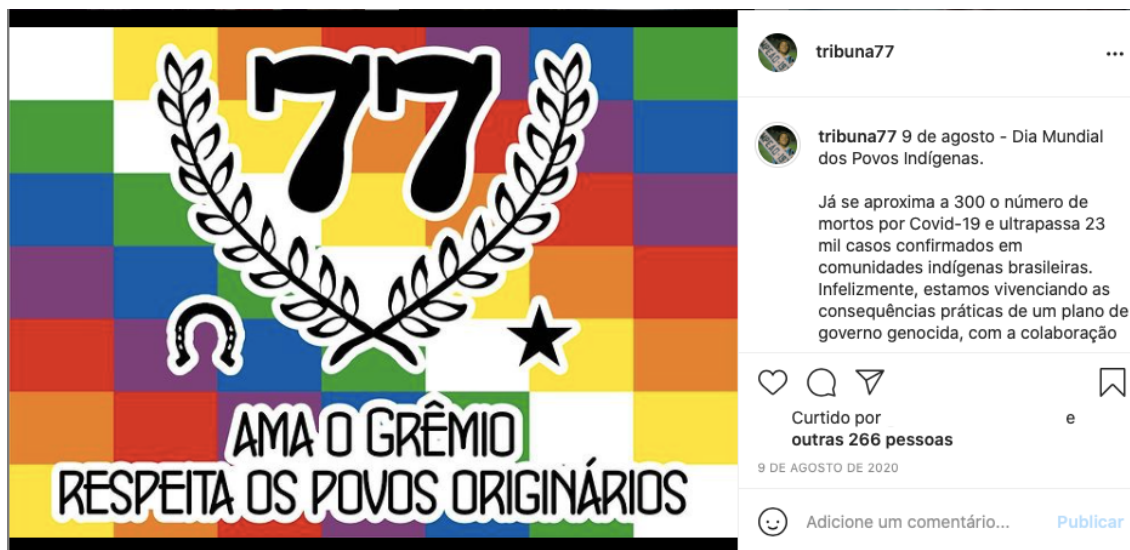 77
AMA O GRÊMIO
RESPEITA OS POVOS ORIGINÁRIOS
tribuna77
tribuna77 9 de agosto - Dia Mundial
dos Povos Indígenas.
Já se aproxima a 300 o número de
mortos por Covid-19 e ultrapassa 23
mil casos confirmados em
comunidades indígenas brasileiras.
Infelizmente, estamos vivenciando as
consequências práticas de um plano de
governo genocida, com a colaboração
Curtido por e
outras 266 pessoas
9 DE AGOSTO DE 2020
Adicione um comentário... Publicar